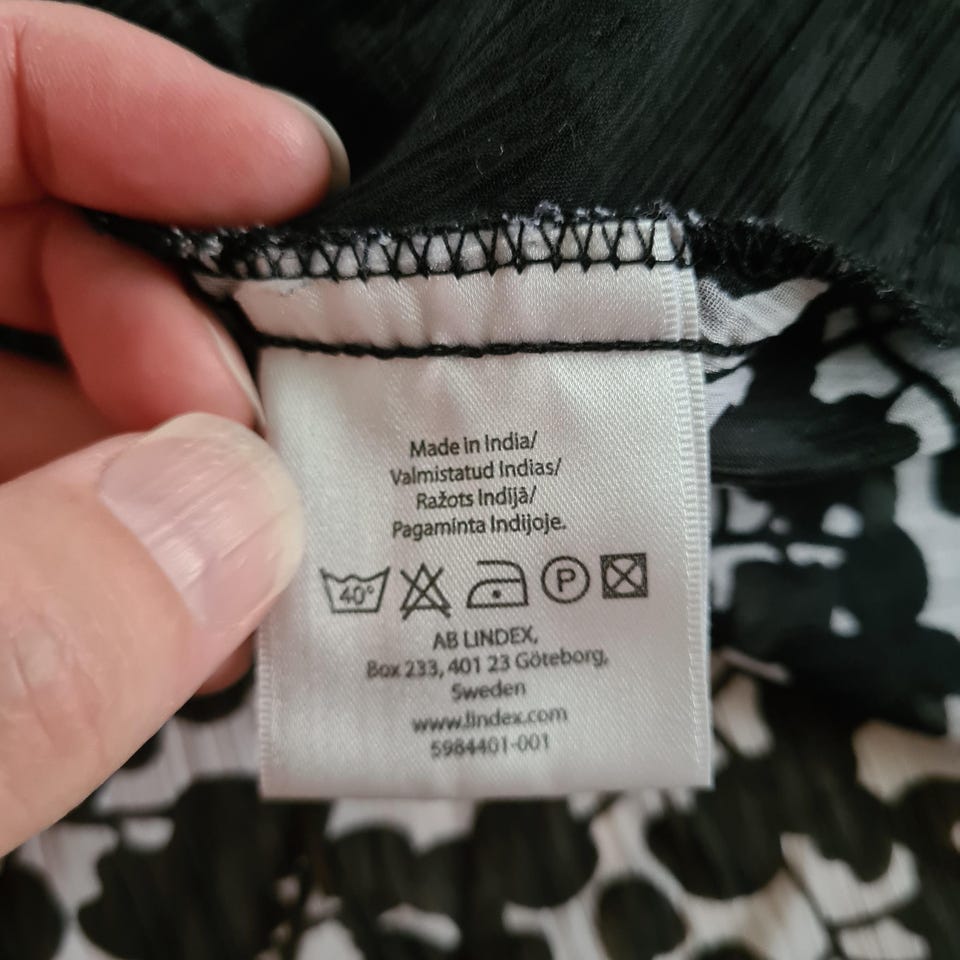 Made in India/
Valmistatud Indias/
Ražots Indijā/
Pagaminta Indijoje.
40° P
AB LINDEX,
Box 233, 401 23 Göteborg,
Sweden
www.lindex.com
5984401-001